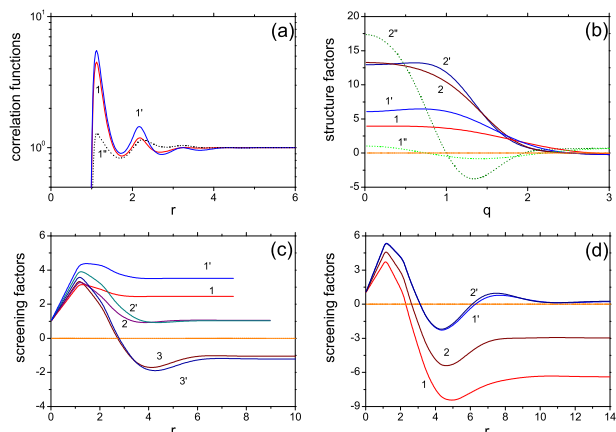 (a)
correlation functions
10¹
10⁰
1
1'
1"
0 2 4 6
r
(b)
structure factors
20
15
10
5
0
-5
2"
2'
2
1'
1
1"
0 1 2 3
q
(c)
screening factors
6
4
2
0
-2
-4
1'
1
2'
2
3
3'
0 2 4 6 8 10
r
(d)
screening factors
6
3
0
-3
-6
-9
2'
1'
2
1
0 2 4 6 8 10 12 14
r